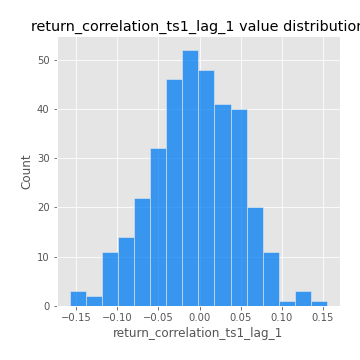 return_correlation_ts1_lag_1 value distribution
50
40
30
20
10
0
Count
−0.15 −0.10 −0.05 0.00 0.05 0.10 0.15
return_correlation_ts1_lag_1